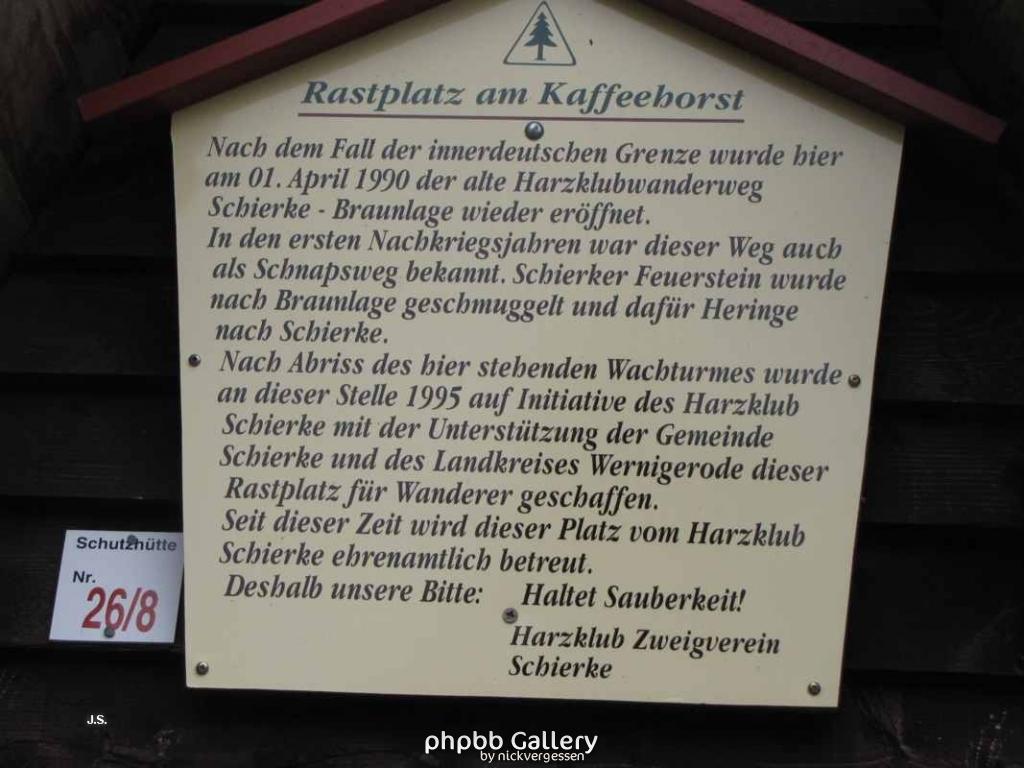 Rastplatz am Kaffeehorst
Nach dem Fall der innerdeutschen Grenze wurde hier
am 01. April 1990 der alte Harzklubwanderweg
Schierke - Braunlage wieder eröffnet.
In den ersten Nachkriegsjahren war dieser Weg auch
als Schnapsweg bekannt. Schierker Feuerstein wurde
nach Braunlage geschmuggelt und dafür Heringe
nach Schierke.
Nach Abriss des hier stehenden Wachturmes wurde
an dieser Stelle 1995 auf Initiative des Harzklub
Schierke mit der Unterstützung der Gemeinde
Schierke und des Landkreises Wernigerode dieser
Rastplatz für Wanderer geschaffen.
Seit dieser Zeit wird dieser Platz vom Harzklub
Schierke ehrenamtlich betreut.
Deshalb unsere Bitte: Haltet Sauberkeit!
Harzklub Zweigverein
Schierke
Schutzhütte
Nr.
26/8
J.S.
phpbb Gallery
by nickvergessen